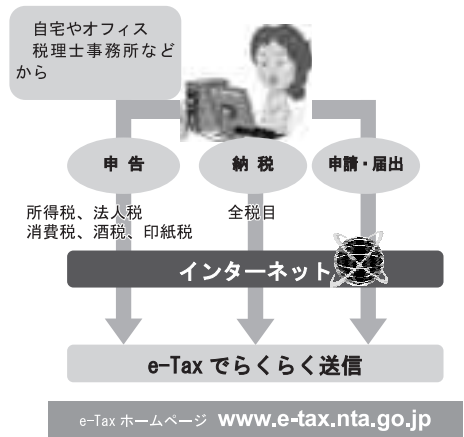 自宅やオフィス
税理士事務所など
から
申告
納税
申請・届出
所得税、法人税
消費税、酒税、印紙税
全税目
インターネット
e-Taxでらくらく送信
e-Tax ホームページ www.e-tax.nta.go.jp